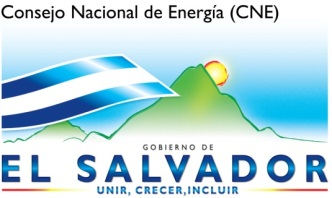 Consejo Nacional de Energía (CNE)
GOBIERNO DE
EL SALVADOR
UNIR, CRECER, INCLUIR